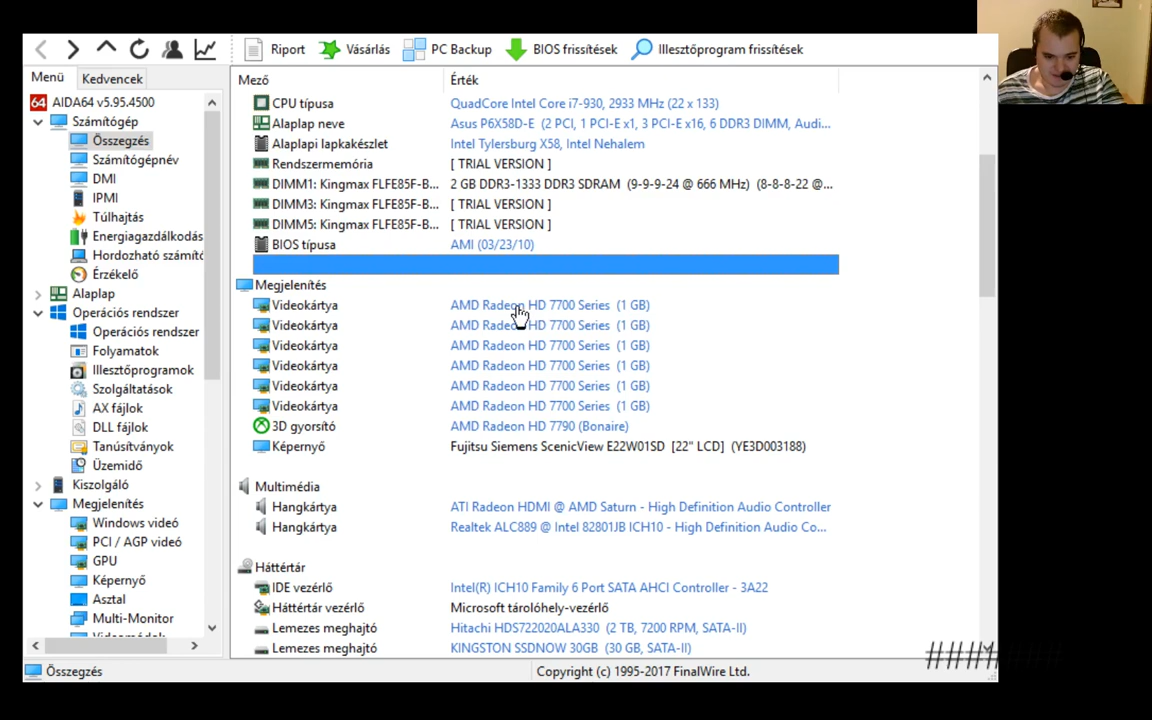 Riport Vásárlás PC Backup BIOS frissítések Illesztőprogram frissítések
Menü Kedvencek
64 AIDA64 v5.95.4500
Számítógép
Összegzés
Számítógépnév
DMI
IPMI
Túlhajtás
Energiagazdálkodás
Hordozható számító
Érzékelő
Alaplap
Operációs rendszer
Operációs rendszer
Folyamatok
Illesztőprogramok
Szolgáltatások
AX fájlok
DLL fájlok
Tanúsítványok
Üzemidő
Kiszolgáló
Megjelenítés
Windows videó
PCI / AGP videó
GPU
Képernyő
Asztal
Multi-Monitor
Mező Érték
CPU típusa QuadCore Intel Core i7-930, 2933 MHz (22 x 133)
Alaplap neve Asus P6X58D-E (2 PCI, 1 PCI-E x1, 3 PCI-E x16, 6 DDR3 DIMM, Audi...
Alaplapi lapkakészlet Intel Tylersburg X58, Intel Nehalem
Rendszermemória [ TRIAL VERSION ]
DIMM1: Kingmax FLFE85F-B... 2 GB DDR3-1333 DDR3 SDRAM (9-9-9-24 @ 666 MHz) (8-8-8-22 @...
DIMM3: Kingmax FLFE85F-B... [ TRIAL VERSION ]
DIMM5: Kingmax FLFE85F-B... [ TRIAL VERSION ]
BIOS típusa AMI (03/23/10)
Megjelenítés
Videokártya AMD Radeon HD 7700 Series (1 GB)
Videokártya AMD Radeon HD 7700 Series (1 GB)
Videokártya AMD Radeon HD 7700 Series (1 GB)
Videokártya AMD Radeon HD 7700 Series (1 GB)
Videokártya AMD Radeon HD 7700 Series (1 GB)
Videokártya AMD Radeon HD 7700 Series (1 GB)
3D gyorsító AMD Radeon HD 7790 (Bonaire)
Képernyő Fujitsu Siemens ScenicView E22W01SD [22" LCD] (YE3D003188)
Multimédia
Hangkártya ATI Radeon HDMI @ AMD Saturn - High Definition Audio Controller
Hangkártya Realtek ALC889 @ Intel 82801JB ICH10 - High Definition Audio Co...
Háttértár
IDE vezérlő Intel(R) ICH10 Family 6 Port SATA AHCI Controller - 3A22
Háttértár vezérlő Microsoft tárolóhely-vezérlő
Lemezes meghajtó Hitachi HDS722020ALA330 (2 TB, 7200 RPM, SATA-II)
Lemezes meghajtó KINGSTON SSDNOW 30GB (30 GB, SATA-II)
Összegzés Copyright (c) 1995-2017 FinalWire Ltd.